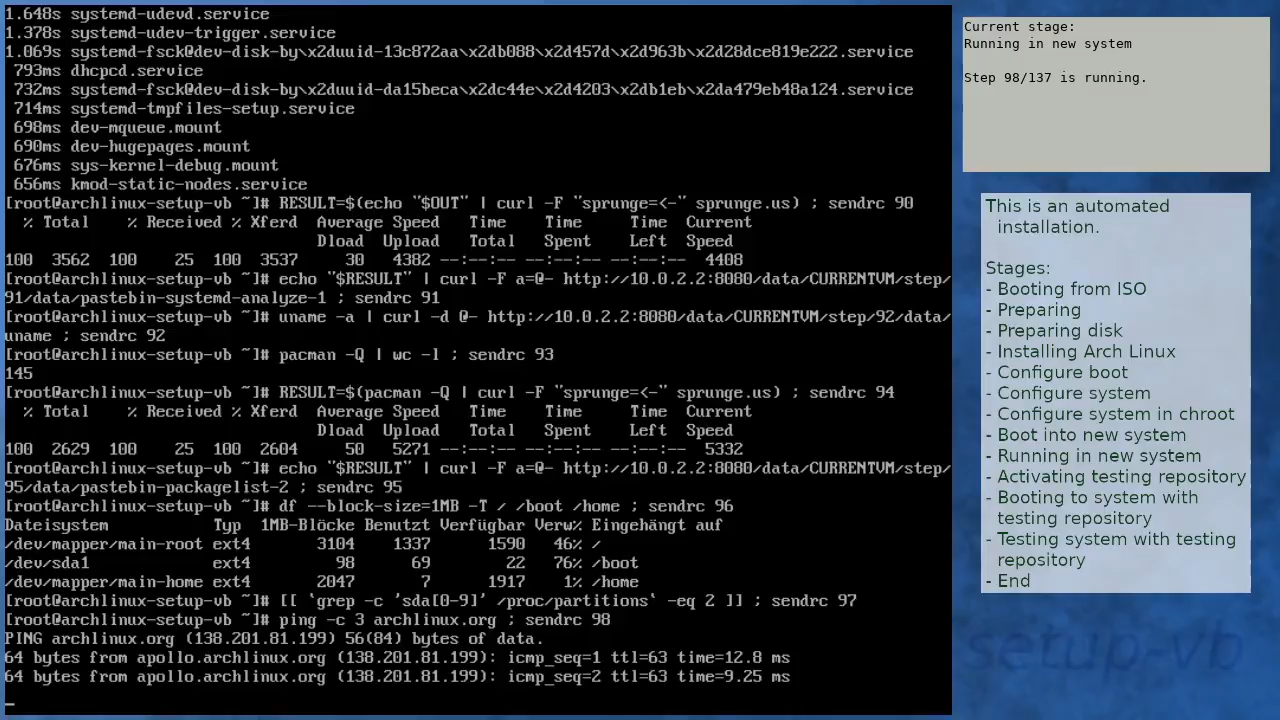 1.648s systemd-udevd.service
1.378s systemd-udev-trigger.service
1.069s systemd-fsck@dev-disk-by\x2duuid-13c872aa\x2db088\x2d457d\x2d963b\x2d28dce819e222.service
793ms dhcpcd.service
732ms systemd-fsck@dev-disk-by\x2duuid-da15beca\x2dc44e\x2d4203\x2db1eb\x2da479eb48a124.service
714ms systemd-tmpfiles-setup.service
698ms dev-mqueue.mount
690ms dev-hugepages.mount
676ms sys-kernel-debug.mount
656ms kmod-static-nodes.service
[root@archlinux-setup-vb ~]# RESULT=$(echo "$OUT" | curl -F "sprunge=<-" sprunge.us) ; sendrc 90
% Total    % Received % Xferd  Average Speed   Time    Time     Time  Current
Dload  Upload   Total   Spent    Left  Speed
100  3562  100    25  100  3537     30   4382 --:--:-- --:--:-- --:--:--  4408
[root@archlinux-setup-vb ~]# echo "$RESULT" | curl -F a=@- http://10.0.2.2:8080/data/CURRENTVM/step/
91/data/pastebin-systemd-analyze-1 ; sendrc 91
[root@archlinux-setup-vb ~]# uname -a | curl -d @- http://10.0.2.2:8080/data/CURRENTVM/step/92/data/
uname ; sendrc 92
[root@archlinux-setup-vb ~]# pacman -Q | wc -l ; sendrc 93
145
[root@archlinux-setup-vb ~]# RESULT=$(pacman -Q | curl -F "sprunge=<-" sprunge.us) ; sendrc 94
% Total    % Received % Xferd  Average Speed   Time    Time     Time  Current
Dload  Upload   Total   Spent    Left  Speed
100  2629  100    25  100  2604     50   5271 --:--:-- --:--:-- --:--:--  5332
[root@archlinux-setup-vb ~]# echo "$RESULT" | curl -F a=@- http://10.0.2.2:8080/data/CURRENTVM/step/
95/data/pastebin-packagelist-2 ; sendrc 95
[root@archlinux-setup-vb ~]# df --block-size=1MB -T / /boot /home ; sendrc 96
Dateisystem           Typ  1MB-Blöcke Benutzt Verfügbar Verw% Eingehängt auf
/dev/mapper/main-root ext4       3104    1337      1590   46% /
/dev/sda1             ext4         98      69        22   76% /boot
/dev/mapper/main-home ext4       2047       7      1917    1% /home
[root@archlinux-setup-vb ~]# [[ `grep -c 'sda[0-9]' /proc/partitions` -eq 2 ]] ; sendrc 97
[root@archlinux-setup-vb ~]# ping -c 3 archlinux.org ; sendrc 98
PING archlinux.org (138.201.81.199) 56(84) bytes of data.
64 bytes from apollo.archlinux.org (138.201.81.199): icmp_seq=1 ttl=63 time=12.8 ms
64 bytes from apollo.archlinux.org (138.201.81.199): icmp_seq=2 ttl=63 time=9.25 ms
Current stage:
Running in new system
Step 98/137 is running.
This is an automated
installation.
Stages:
- Booting from ISO
- Preparing
- Preparing disk
- Installing Arch Linux
- Configure boot
- Configure system
- Configure system in chroot
- Boot into new system
- Running in new system
- Activating testing repository
- Booting to system with
testing repository
- Testing system with testing
repository
- End
setup-vb